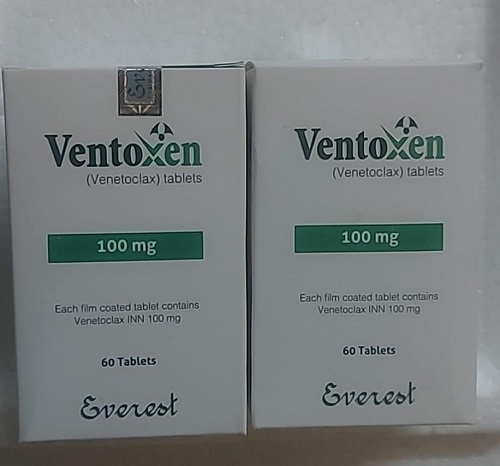 Ventoxen
(Venetoclax) tablets
100 mg
Each film coated tablet contains
Venetoclax INN 100 mg
60 Tablets
Everest
Ventoxen
(Venetoclax) tablets
100 mg
Each film coated tablet contains
Venetoclax INN 100 mg
60 Tablets
Everest